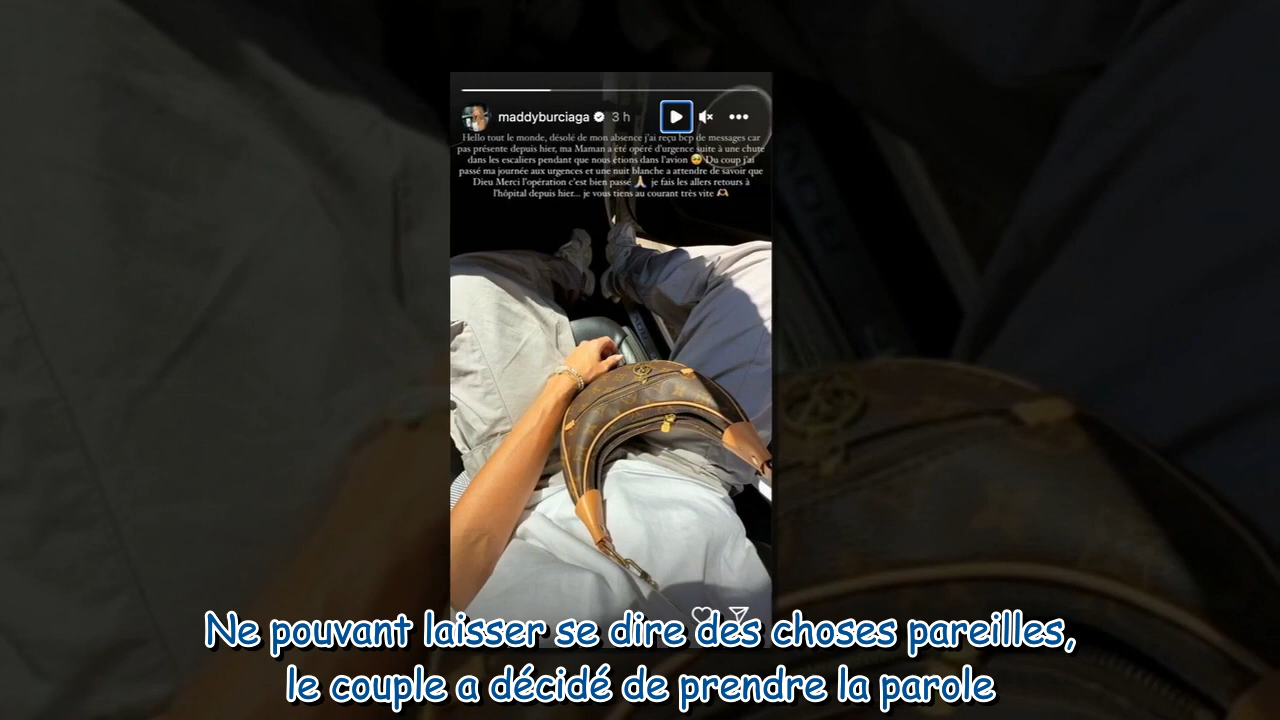 maddyburciaga 3 h
Hello tout le monde, désolé de mon absence j'ai reçu bcp de messages car
pas présente depuis hier, ma Maman a été opéré d'urgence suite à une chute
dans les escaliers pendant que nous étions dans l'avion 🥺 Du coup j'ai
passé ma journée aux urgences et une nuit blanche a attendre de savoir que
Dieu Merci l'opération c'est bien passé 🙏🏼 je fais les allers retours à
l'hôpital depuis hier... je vous tiens au courant très vite 🫶🏼
Ne pouvant laisser se dire des choses pareilles,
le couple a décidé de prendre la parole